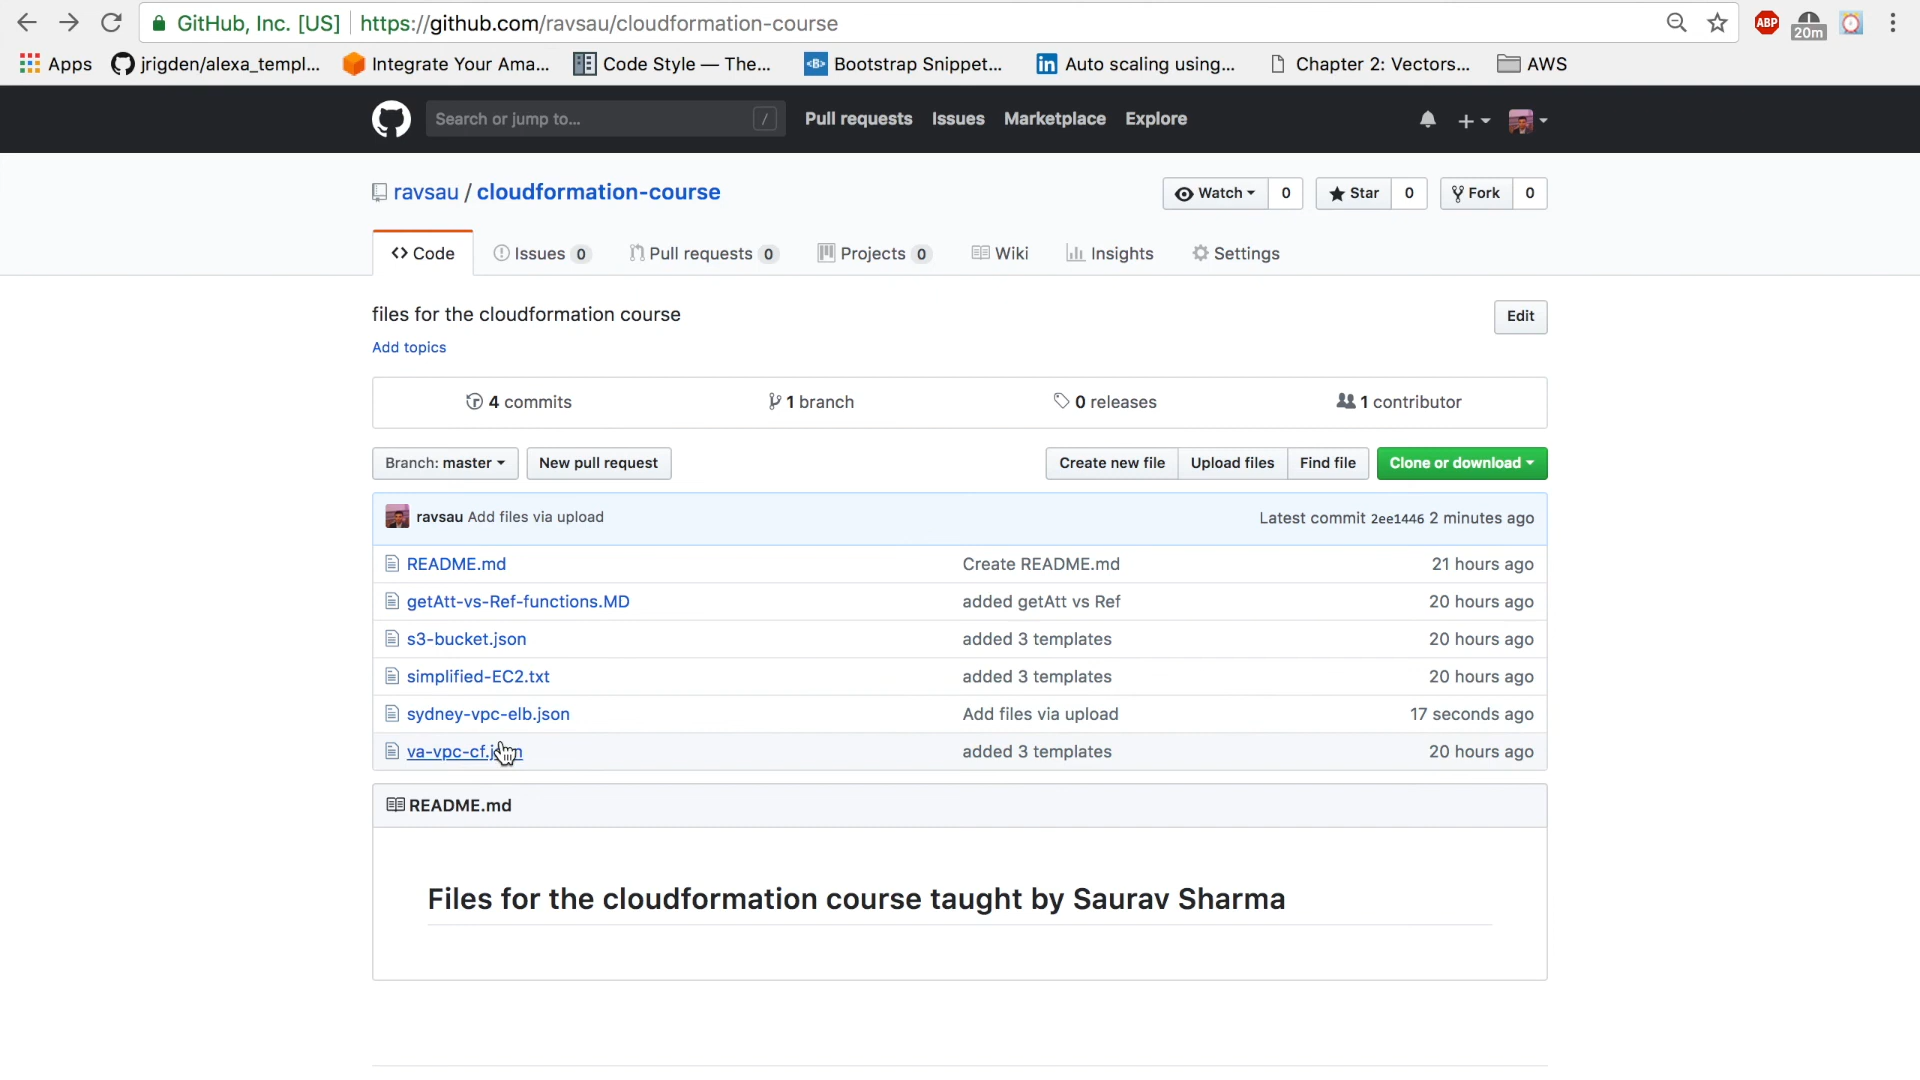 GitHub, Inc. [US] https://github.com/ravsau/cloudformation-course
ABP
20m
Apps jrigden/alexa_templ... Integrate Your Ama... Code Style — The... <B> Bootstrap Snippet... in Auto scaling using... Chapter 2: Vectors... AWS
Search or jump to... / Pull requests Issues Marketplace Explore
ravsau / cloudformation-course Watch 0 Star 0 Fork 0
Code Issues 0 Pull requests 0 Projects 0 Wiki Insights Settings
files for the cloudformation course Edit
Add topics
4 commits 1 branch 0 releases 1 contributor
Branch: master New pull request Create new file Upload files Find file Clone or download
ravsau Add files via upload Latest commit 2ee1446 2 minutes ago
README.md Create README.md 21 hours ago
getAtt-vs-Ref-functions.MD added getAtt vs Ref 20 hours ago
s3-bucket.json added 3 templates 20 hours ago
simplified-EC2.txt added 3 templates 20 hours ago
sydney-vpc-elb.json Add files via upload 17 seconds ago
va-vpc-cf.json added 3 templates 20 hours ago
README.md
Files for the cloudformation course taught by Saurav Sharma